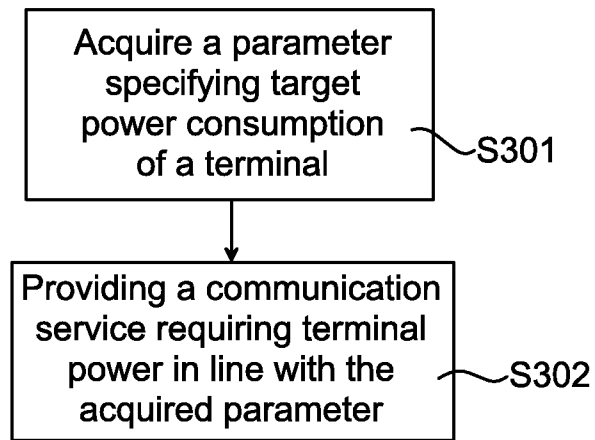 Acquire a parameter
specifying target
power consumption
of a terminal
S301
Providing a communication
service requiring terminal
power in line with the
acquired parameter
S302